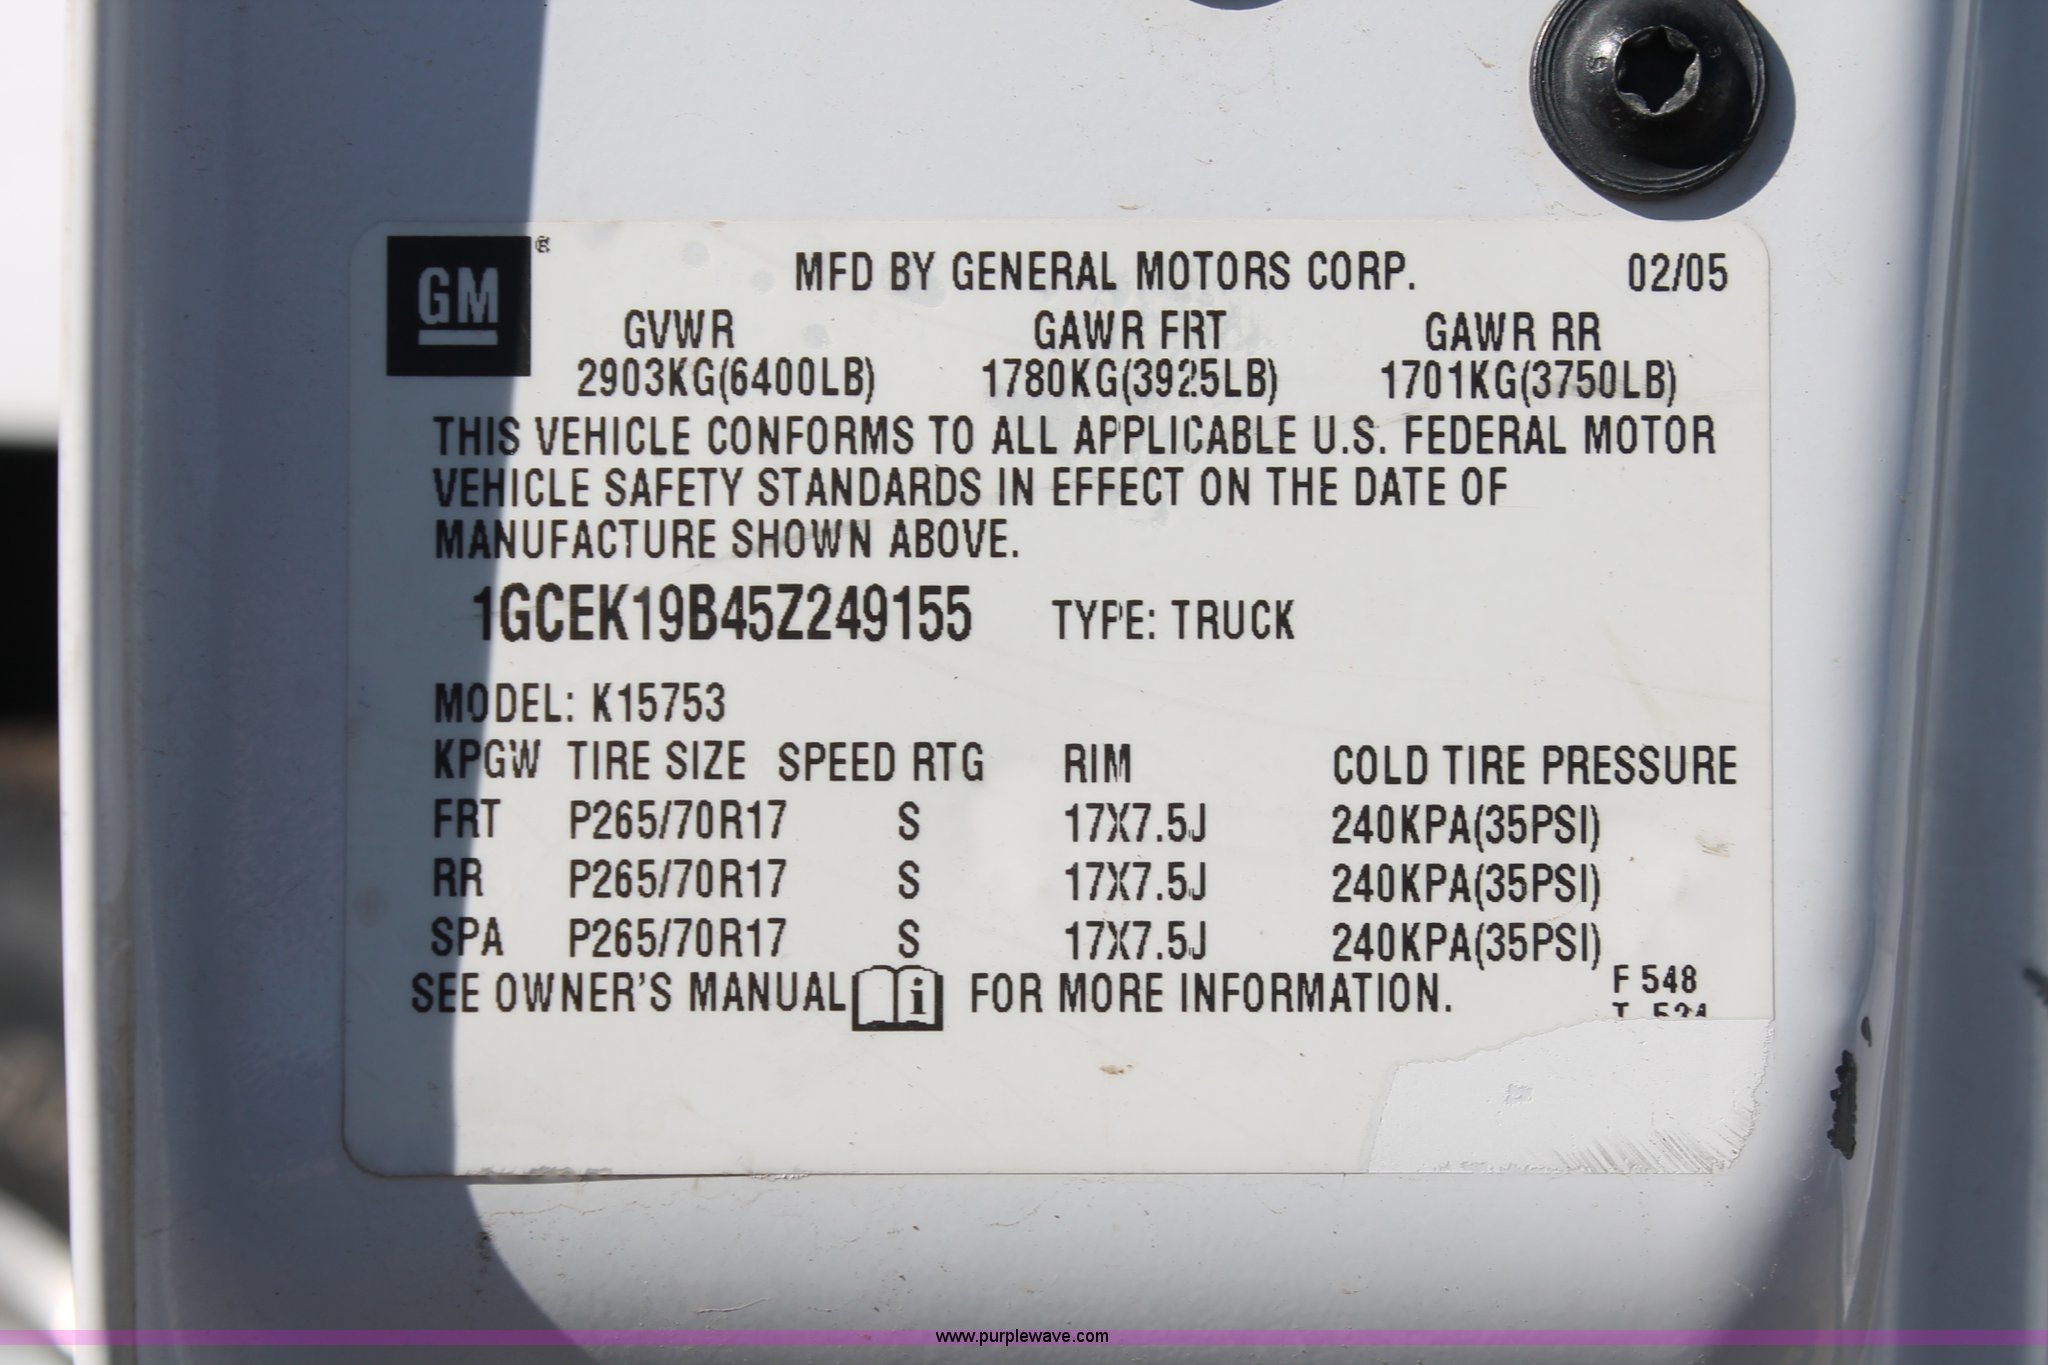 GM ®
MFD BY GENERAL MOTORS CORP. 02/05
GVWR GAWR FRT GAWR RR
2903KG(6400LB) 1780KG(3925LB) 1701KG(3750LB)
THIS VEHICLE CONFORMS TO ALL APPLICABLE U.S. FEDERAL MOTOR
VEHICLE SAFETY STANDARDS IN EFFECT ON THE DATE OF
MANUFACTURE SHOWN ABOVE.
1GCEK19B45Z249155 TYPE: TRUCK
MODEL: K15753
KPGW TIRE SIZE SPEED RTG RIM COLD TIRE PRESSURE
FRT P265/70R17 S 17X7.5J 240KPA(35PSI)
RR P265/70R17 S 17X7.5J 240KPA(35PSI)
SPA P265/70R17 S 17X7.5J 240KPA(35PSI)
SEE OWNER'S MANUAL i FOR MORE INFORMATION.
F 548
www.purplewave.com